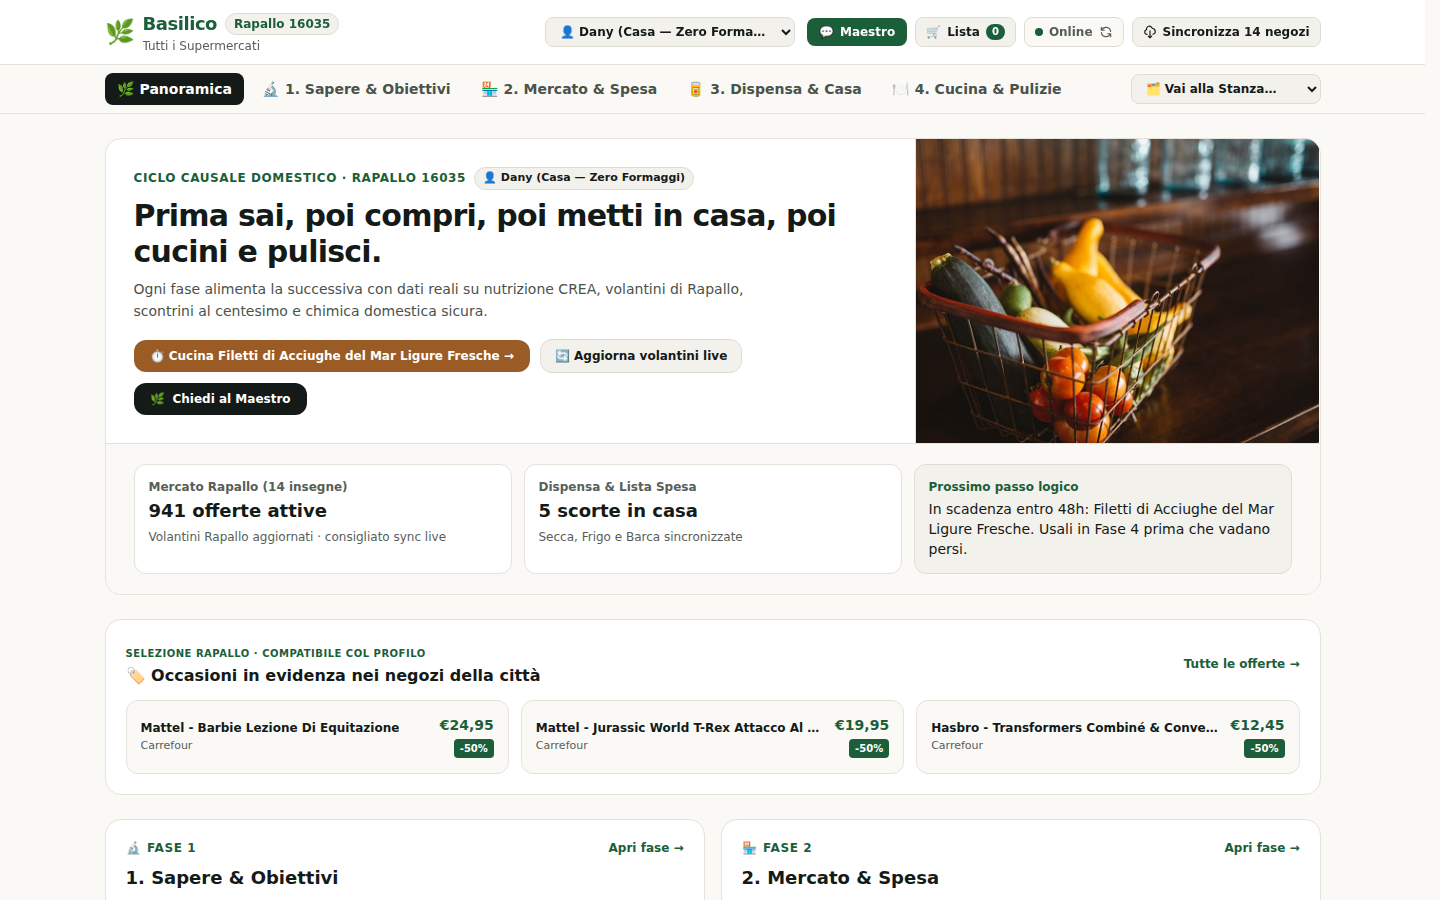 Basilico
Rapallo 16035
Tutti i Supermercati
Dany (Casa — Zero Forma...
Maestro
Lista 0
Online
Sincronizza 14 negozi
Panoramica
1. Sapere & Obiettivi
2. Mercato & Spesa
3. Dispensa & Casa
4. Cucina & Pulizie
Vai alla Stanza...
CICLO CAUSALE DOMESTICO · RAPALLO 16035
Dany (Casa — Zero Formaggi)
Prima sai, poi compri, poi metti in casa, poi
cucini e pulisci.
Ogni fase alimenta la successiva con dati reali su nutrizione CREA, volantini di Rapallo,
scontrini al centesimo e chimica domestica sicura.
Cucina Filetti di Acciughe del Mar Ligure Fresche →
Aggiorna volantini live
Chiedi al Maestro
Mercato Rapallo (14 insegne)
941 offerte attive
Volantini Rapallo aggiornati · consigliato sync live
Dispensa & Lista Spesa
5 scorte in casa
Secca, Frigo e Barca sincronizzate
Prossimo passo logico
In scadenza entro 48h: Filetti di Acciughe del Mar
Ligure Fresche. Usali in Fase 4 prima che vadano
persi.
SELEZIONE RAPALLO · COMPATIBILE COL PROFILO
Occasioni in evidenza nei negozi della città
Tutte le offerte →
Mattel - Barbie Lezione Di Equitazione
Carrefour
€24,95
-50%
Mattel - Jurassic World T-Rex Attacco Al ...
Carrefour
€19,95
-50%
Hasbro - Transformers Combiné & Conve...
Carrefour
€12,45
-50%
FASE 1
Apri fase →
1. Sapere & Obiettivi
FASE 2
Apri fase →
2. Mercato & Spesa